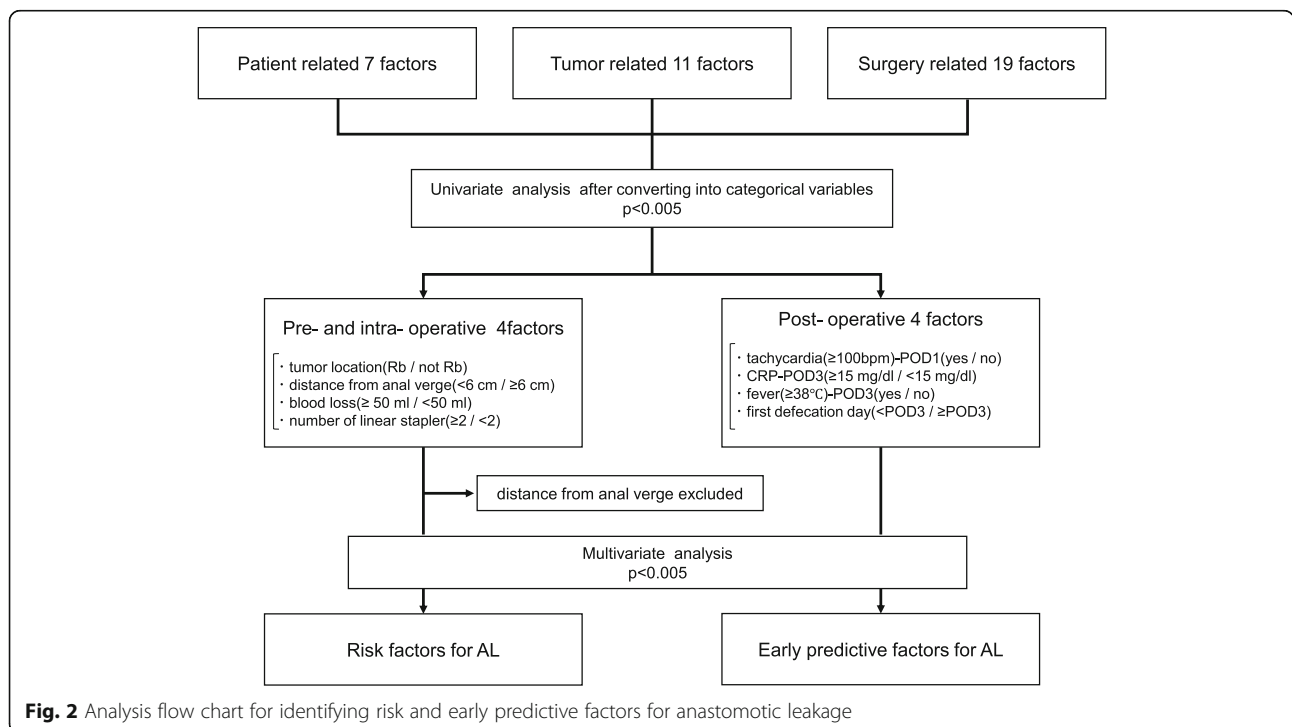 Patient related 7 factors
Tumor related 11 factors
Surgery related 19 factors
Univariate analysis after converting into categorical variables
p<0.005
Pre- and intra- operative 4factors
・tumor location(Rb / not Rb)
・distance from anal verge(<6 cm / ≥6 cm)
・blood loss(≥ 50 ml / <50 ml)
・number of linear stapler(≥2 / <2)
Post- operative 4 factors
・tachycardia(≥100bpm)-POD1(yes / no)
・CRP-POD3(≥15 mg/dl / <15 mg/dl)
・fever(≥38℃)-POD3(yes / no)
・first defecation day(<POD3 / ≥POD3)
distance from anal verge excluded
Multivariate analysis
p<0.005
Risk factors for AL
Early predictive factors for AL
Fig. 2 Analysis flow chart for identifying risk and early predictive factors for anastomotic leakage